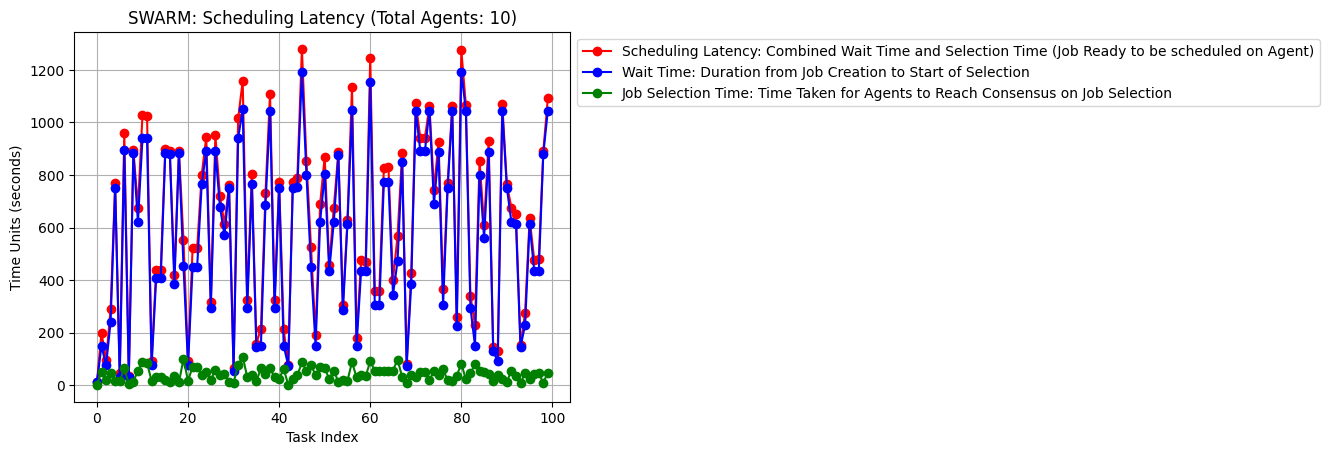 SWARM: Scheduling Latency (Total Agents: 10)
Scheduling Latency: Combined Wait Time and Selection Time (Job Ready to be scheduled on Agent)
Wait Time: Duration from Job Creation to Start of Selection
Job Selection Time: Time Taken for Agents to Reach Consensus on Job Selection
Time Units (seconds)
1200
1000
800
600
400
200
0
0 20 40 60 80 100
Task Index